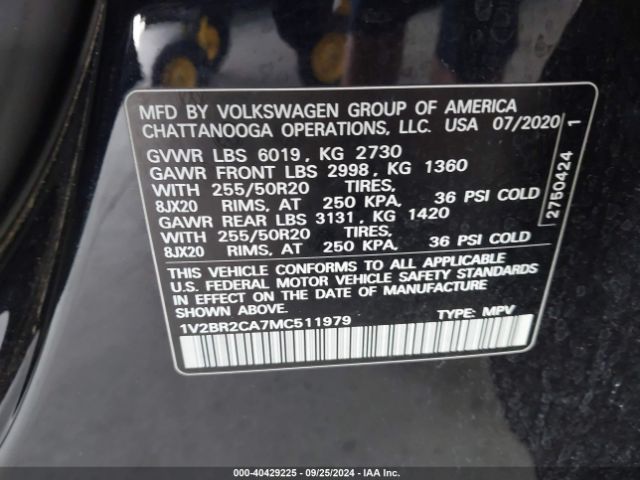 MFD BY VOLKSWAGEN GROUP OF AMERICA
CHATTANOOGA OPERATIONS, LLC. USA 07/2020
GVWR LBS 6019, KG 2730
GAWR FRONT LBS 2998, KG 1360
WITH 255/50R20 TIRES,
8JX20 RIMS, AT 250 KPA, 36 PSI COLD
GAWR REAR LBS 3131, KG 1420
WITH 255/50R20 TIRES,
8JX20 RIMS, AT 250 KPA, 36 PSI COLD
THIS VEHICLE CONFORMS TO ALL APPLICABLE
U.S. FEDERAL MOTOR VEHICLE SAFETY STANDARDS
IN EFFECT ON THE DATE OF MANUFACTURE
SHOWN ABOVE.
1V2BR2CA7MC511979 TYPE: MPV
2750424 1
000-40429225 - 09/25/2024 - IAA Holdings, LLC.